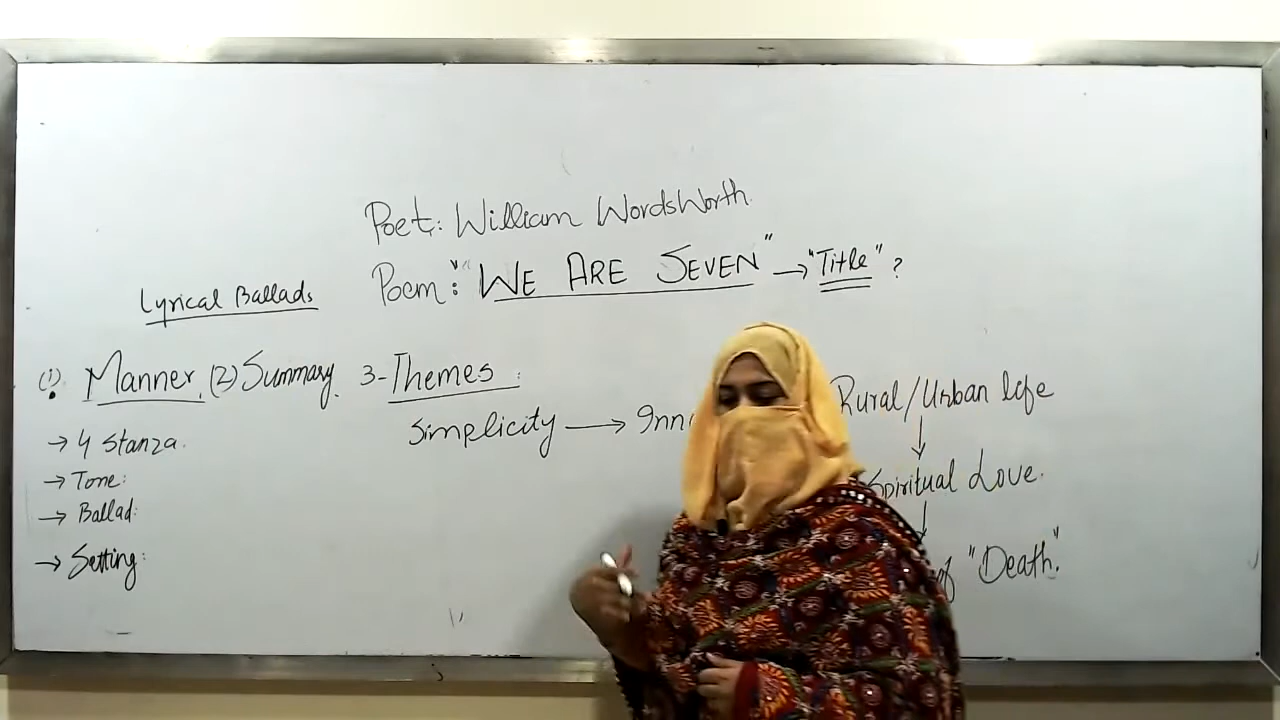 Poet: William WordsWorth.
Poem: "WE ARE SEVEN" → "Title" ?
Lyrical Ballads
(1). Manner. (2) Summary. 3- Themes :
→ 4 stanza.
→ Tone:
→ Ballad:
→ Setting:
Simplicity →
Rural/Urban life
↓
Spiritual Love.
↓
of "Death."